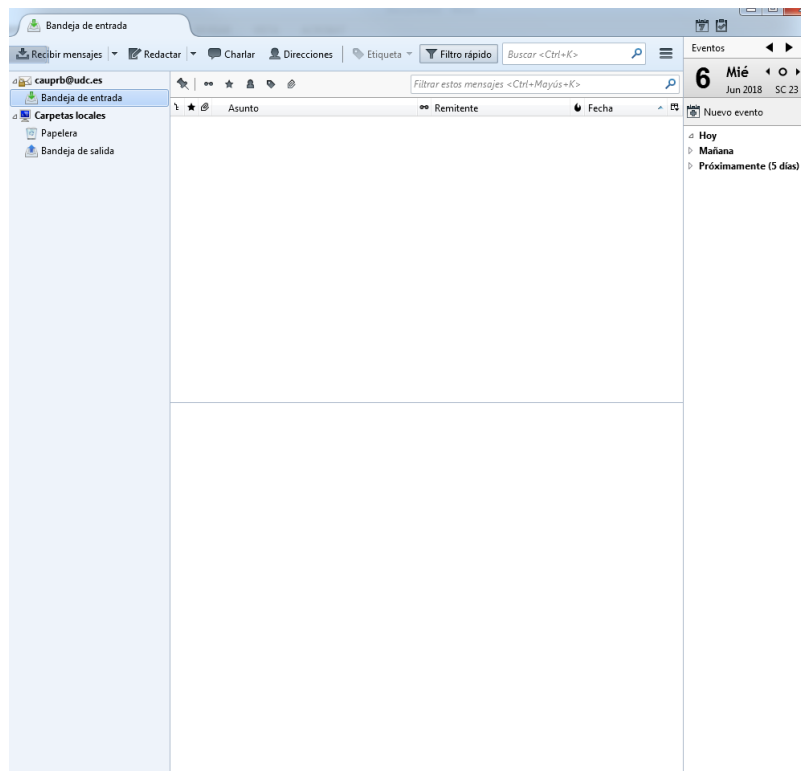 Bandeja de entrada
Recibir mensajes Redactar Charlar Direcciones Etiqueta Filtro rápido Buscar <Ctrl+K>
Eventos
cauprb@udc.es
Bandeja de entrada
Carpetas locales
Papelera
Bandeja de salida
Filtrar estos mensajes <Ctrl+Mayús+K>
Asunto Remitente Fecha
6 Mié
Jun 2018 SC 23
Nuevo evento
Hoy
Mañana
Próximamente (5 días)